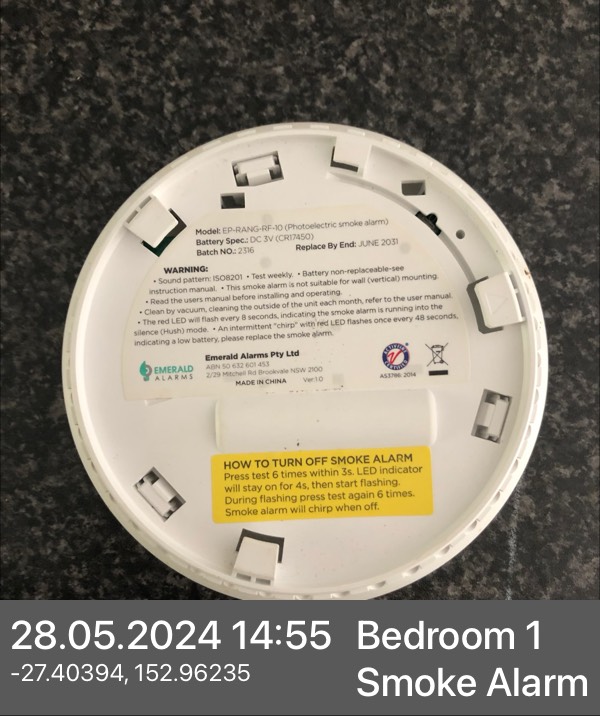 Model: EP-RANG-RF-10 (Photoelectric smoke alarm)
Battery Spec.: DC 3V (CR17450)
Batch NO.: 2316 Replace By End: JUNE 2031
WARNING:
• Sound pattern: ISO8201 • Test weekly. • Battery non-replaceable-see
instruction manual. • This smoke alarm is not suitable for wall (vertical) mounting.
• Read the users manual before installing and operating.
• Clean by vacuum, cleaning the outside of the unit each month, refer to the user manual.
• The red LED will flash every 8 seconds, indicating the smoke alarm is running into the
silence (Hush) mode. • An intermittent "chirp" with red LED flashes once every 48 seconds,
indicating a low battery, please replace the smoke alarm.
EMERALD
ALARMS
Emerald Alarms Pty Ltd
ABN 50 632 601 453
2/29 Mitchell Rd Brookvale NSW 2100
MADE IN CHINA Ver:1.0
AS3786: 2014
HOW TO TURN OFF SMOKE ALARM
Press test 6 times within 3s. LED indicator
will stay on for 4s, then start flashing.
During flashing press test again 6 times.
Smoke alarm will chirp when off.
28.05.2024 14:55
-27.40394, 152.96235
Bedroom 1
Smoke Alarm